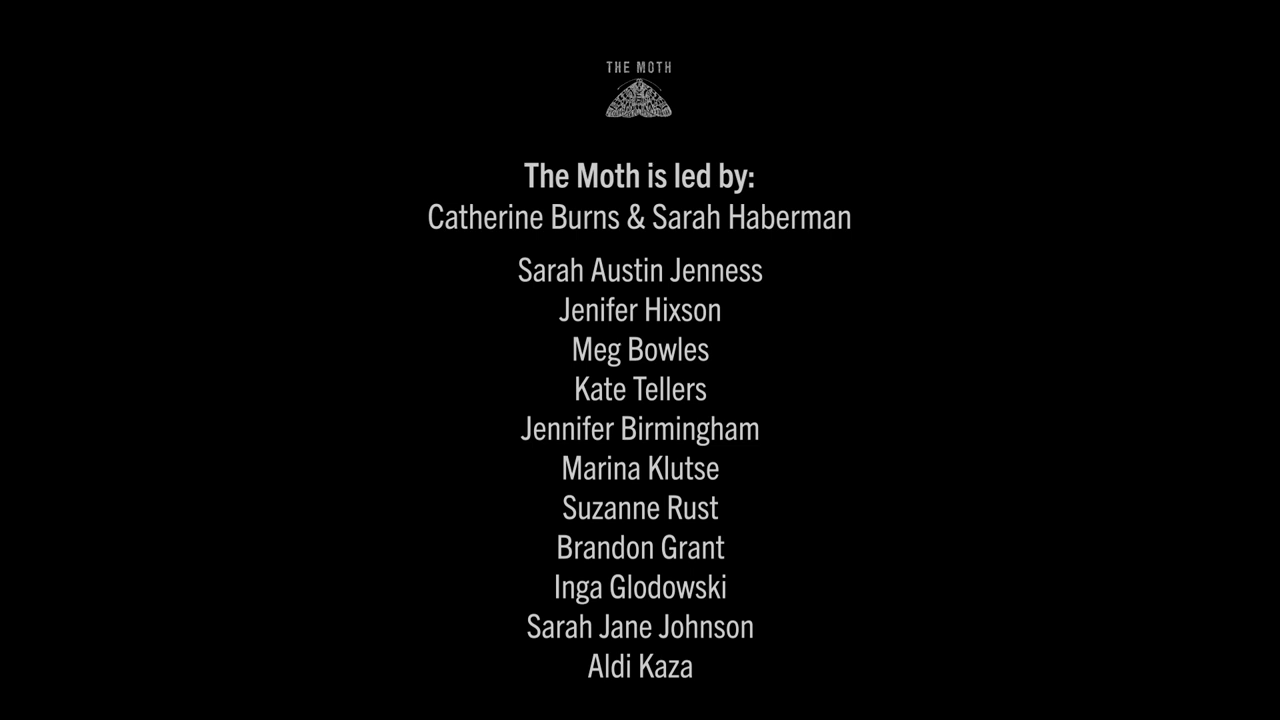 THE MOTH
The Moth is led by:
Catherine Burns & Sarah Haberman
Sarah Austin Jenness
Jenifer Hixson
Meg Bowles
Kate Tellers
Jennifer Birmingham
Marina Klutse
Suzanne Rust
Brandon Grant
Inga Glodowski
Sarah Jane Johnson
Aldi Kaza